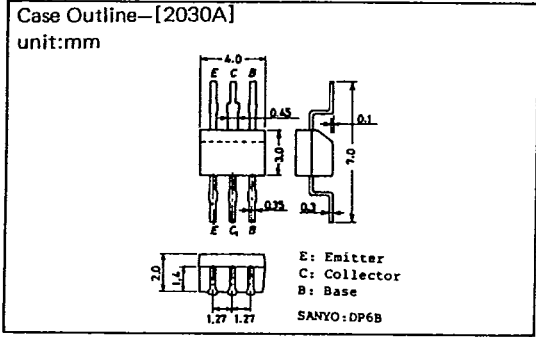 Case Outline—[2030A]
unit:mm
4.0
E C B
0.45
0.1
3.0
7.0
0.35
0.3
E C₁ B
2.0
1.4
1.27 1.27
E: Emitter
C: Collector
B: Base
SANYO:DP6B